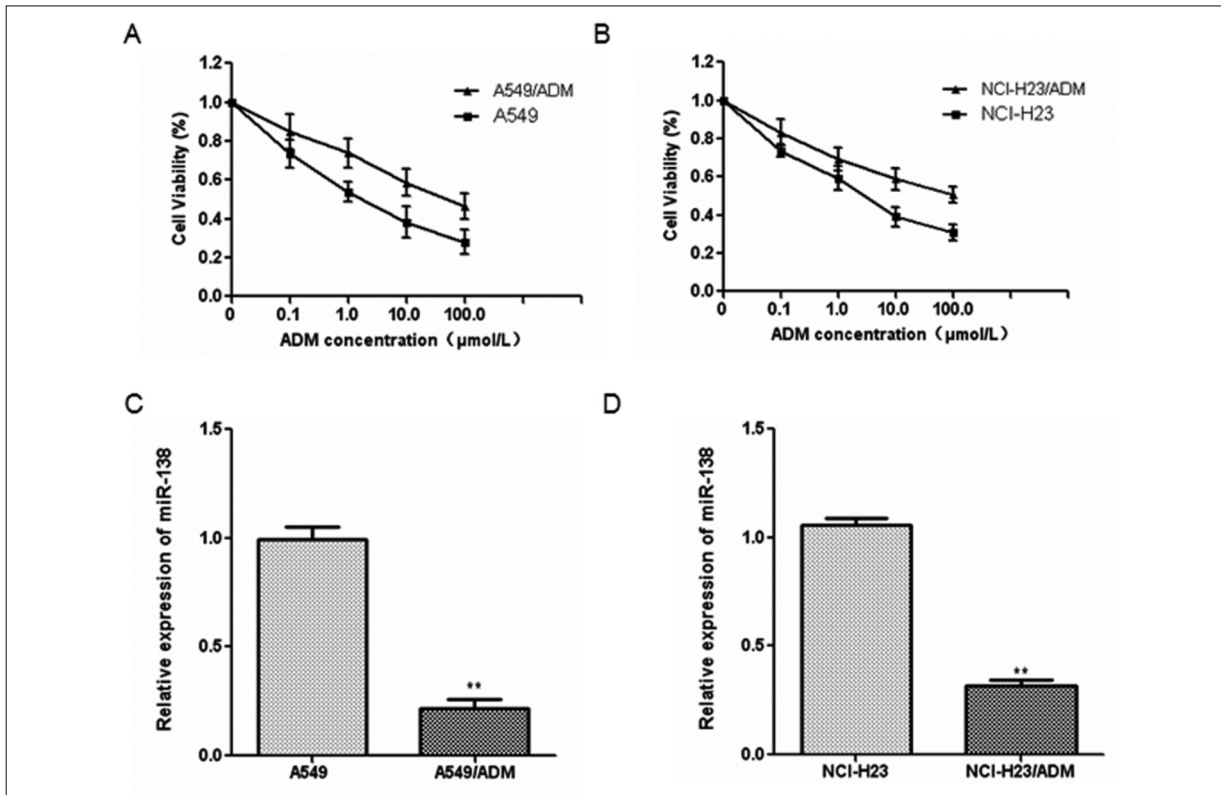 A
1.2
1.0
0.8
0.6
0.4
0.2
0.0
Cell Viability (%)
A549/ADM
A549
0 0.1 1.0 10.0 100.0
ADM concentration（μmol/L）
B
1.2
1.0
0.8
0.6
0.4
0.2
0.0
Cell Viability (%)
NCI-H23/ADM
NCI-H23
0 0.1 1.0 10.0 100.0
ADM concentration（μmol/L）
C
1.5
1.0
0.5
0.0
Relative expression of miR-138
**
A549 A549/ADM
D
1.5
1.0
0.5
0.0
Relative expression of miR-138
**
NCI-H23 NCI-H23/ADM